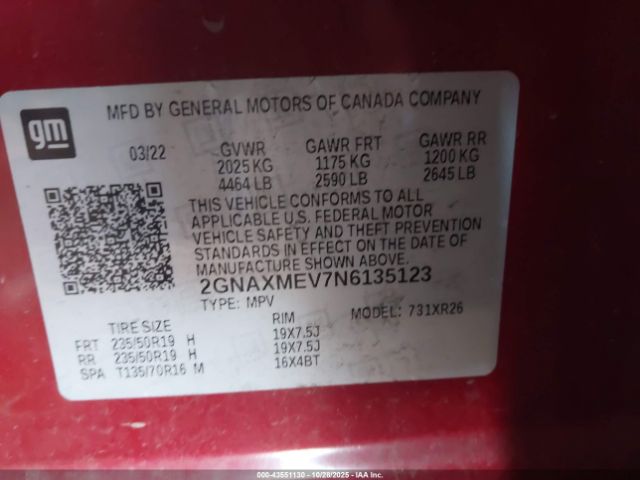 gm
MFD BY GENERAL MOTORS OF CANADA COMPANY
03/22 GVWR GAWR FRT GAWR RR
2025 KG 1175 KG 1200 KG
4464 LB 2590 LB 2645 LB
THIS VEHICLE CONFORMS TO ALL
APPLICABLE U.S. FEDERAL MOTOR
VEHICLE SAFETY AND THEFT PREVENTION
STANDARDS IN EFFECT ON THE DATE OF
MANUFACTURE SHOWN ABOVE.
2GNAXMEV7N6135123
TYPE: MPV MODEL: 731XR26
TIRE SIZE RIM
FRT 235/50R19 H 19X7.5J
RR 235/50R19 H 19X7.5J
SPA T135/70R16 M 16X4BT
000-43551130 - 10/28/2025 - IAAI.com